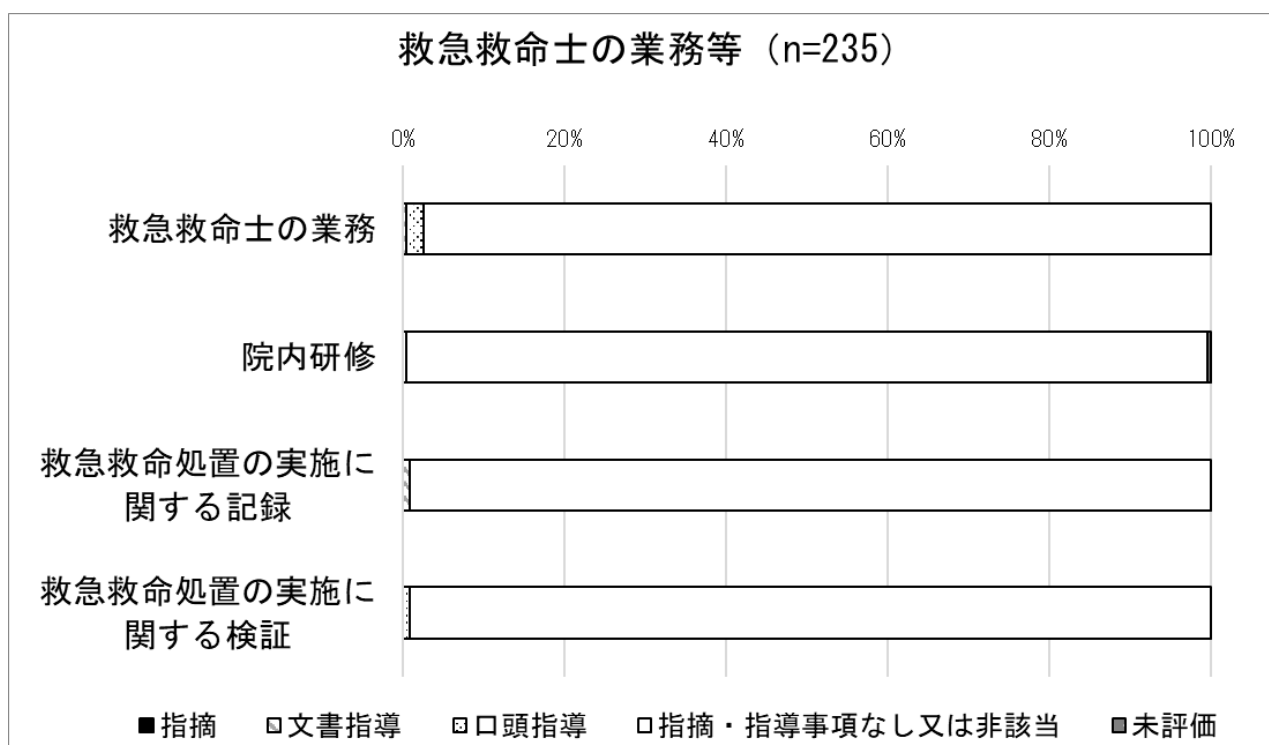 救急救命士の業務等（n=235）
0% 20% 40% 60% 80% 100%
救急救命士の業務
院内研修
救急救命処置の実施に
関する記録
救急救命処置の実施に
関する検証
■指摘 文書指導 口頭指導 □指摘・指導事項なし又は非該当 ■未評価